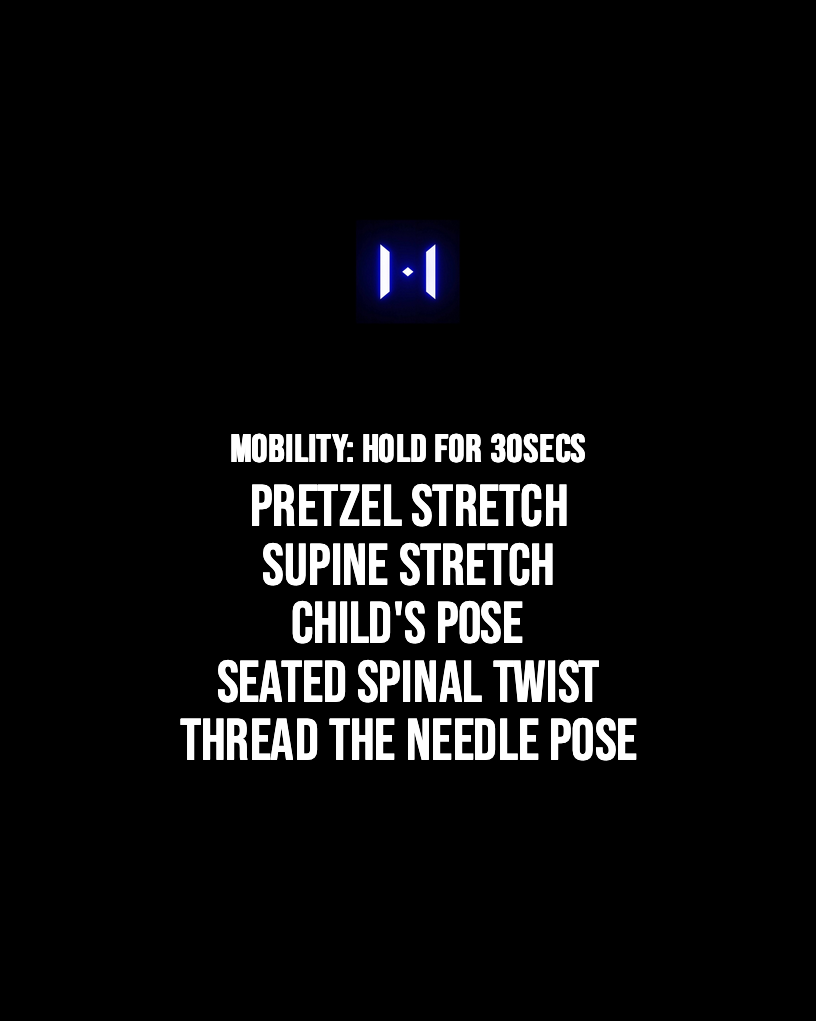 MOBILITY: HOLD FOR 30SECS
PRETZEL STRETCH
SUPINE STRETCH
CHILD'S POSE
SEATED SPINAL TWIST
THREAD THE NEEDLE POSE